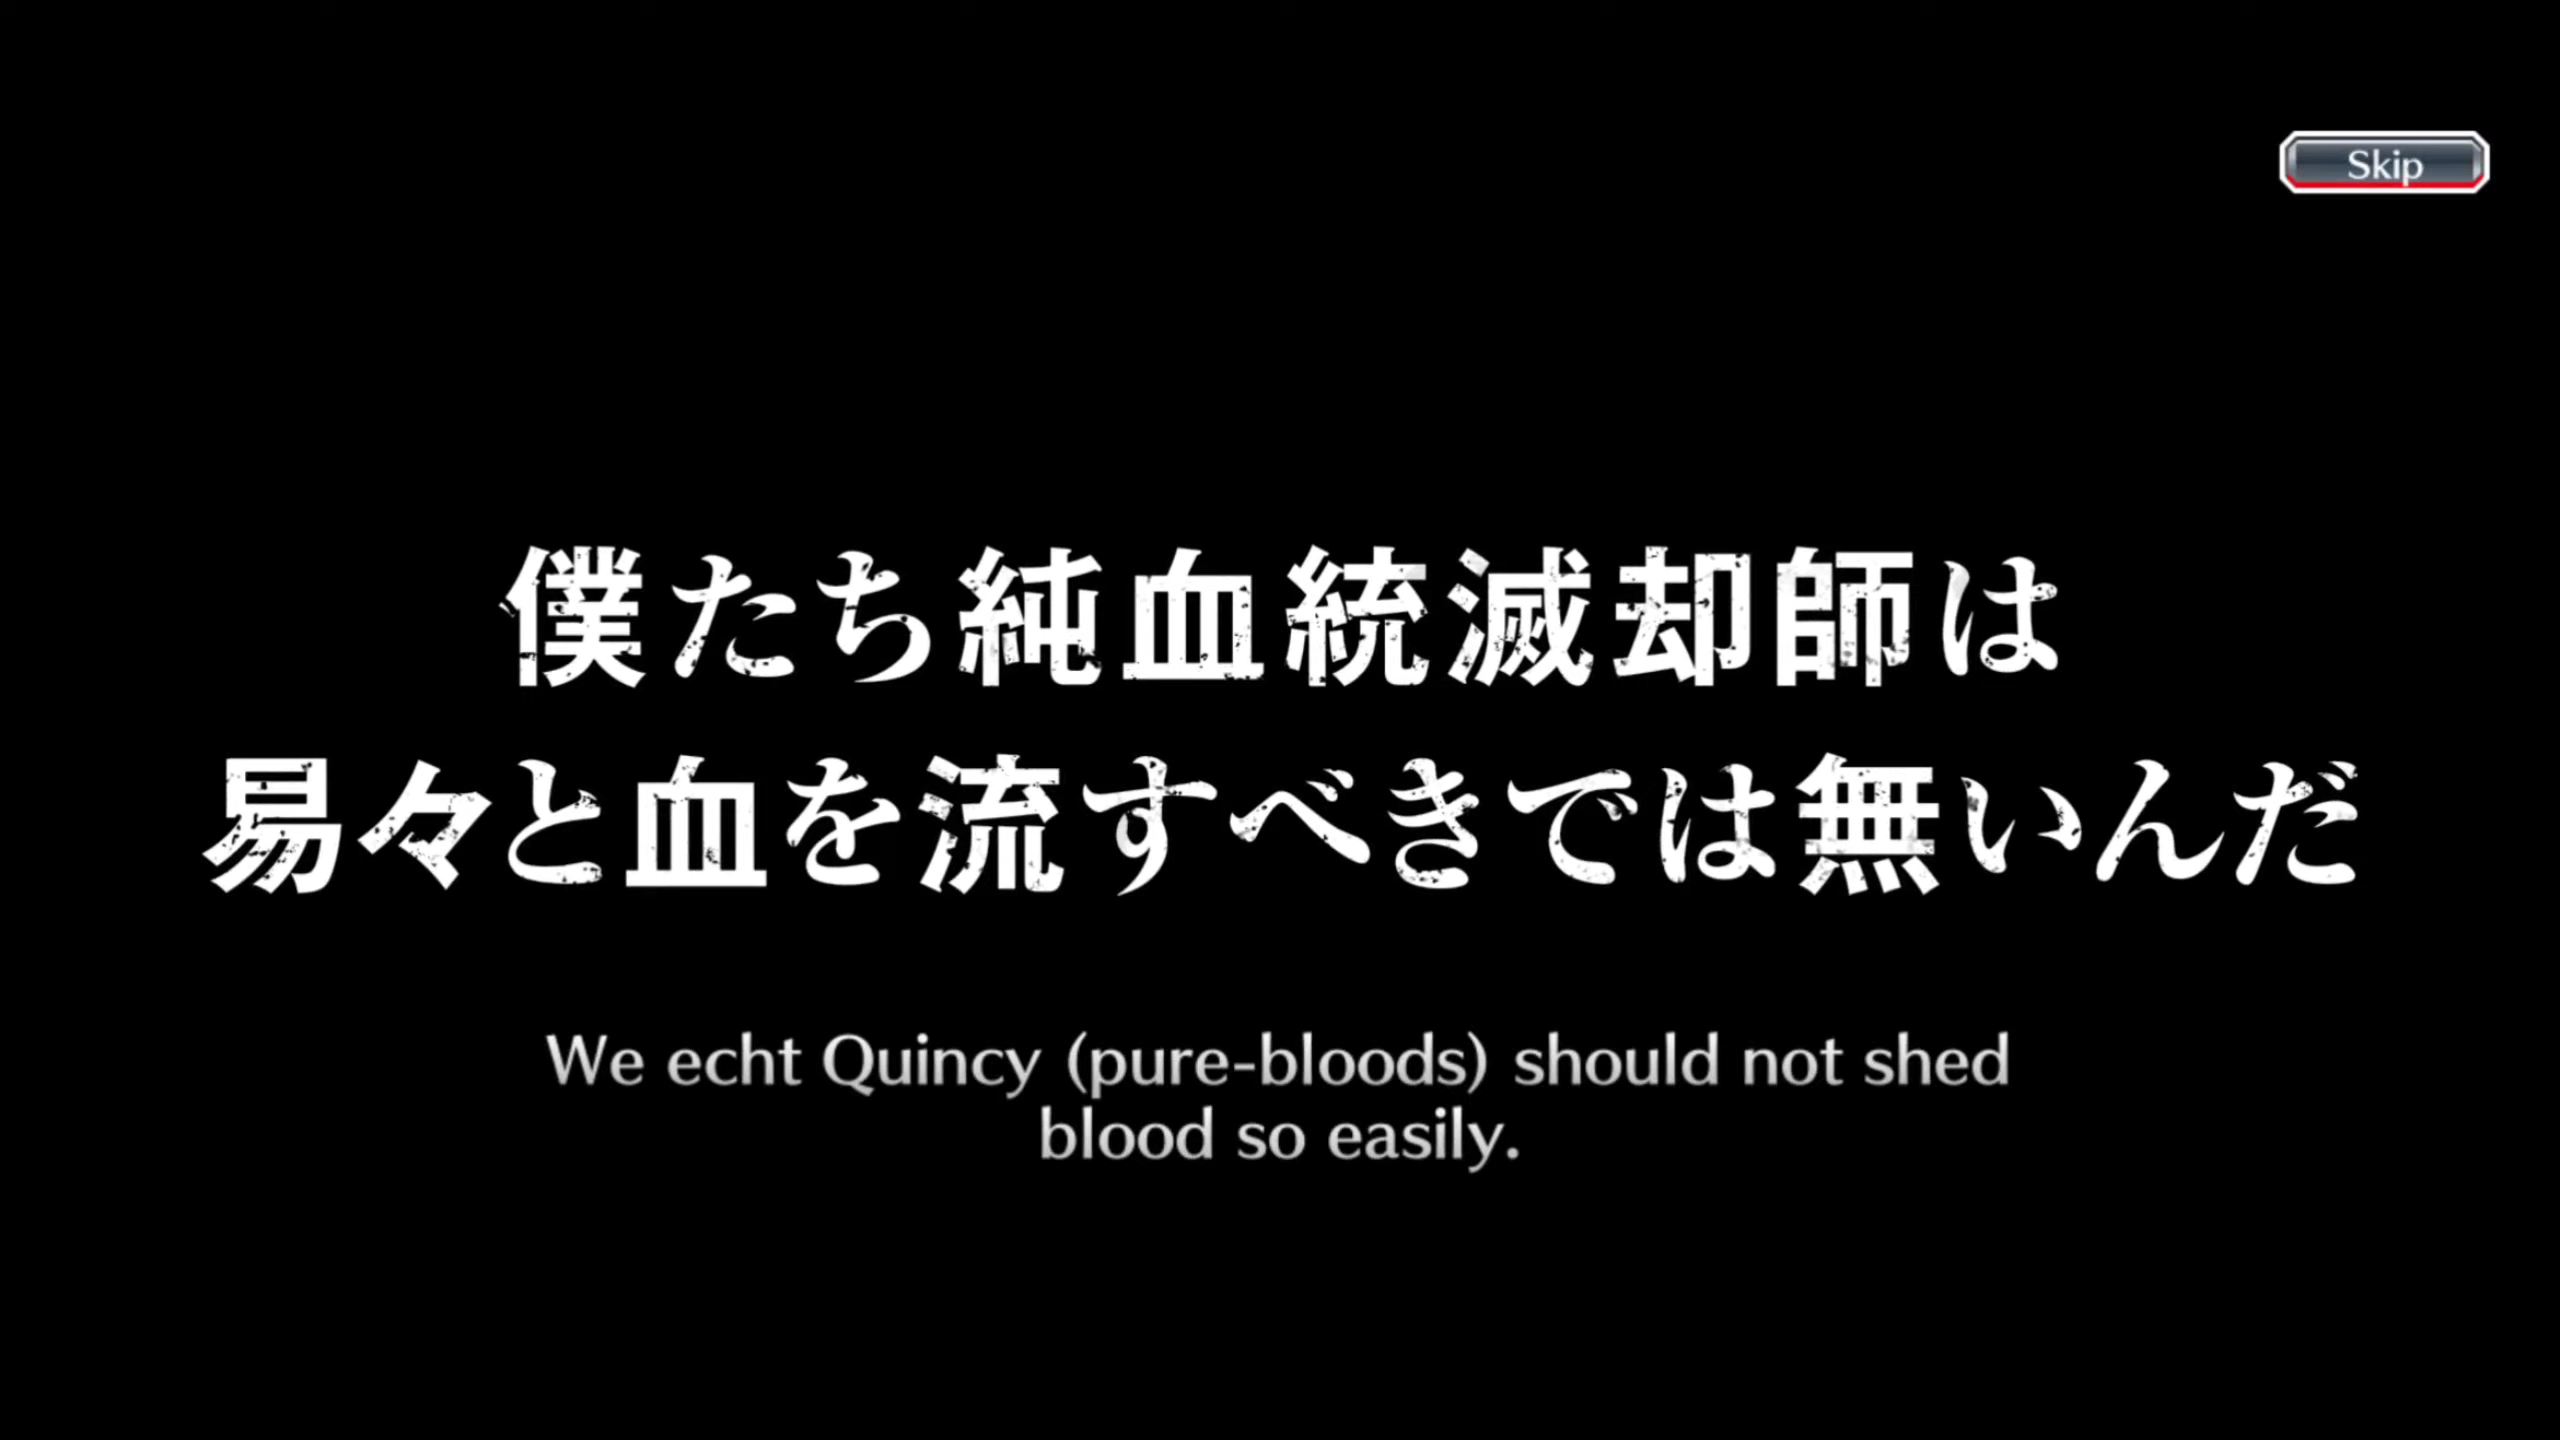 Skip
僕たち純血統滅却師は
易々と血を流すべきでは無いんだ
We echt Quincy (pure-bloods) should not shed
blood so easily.